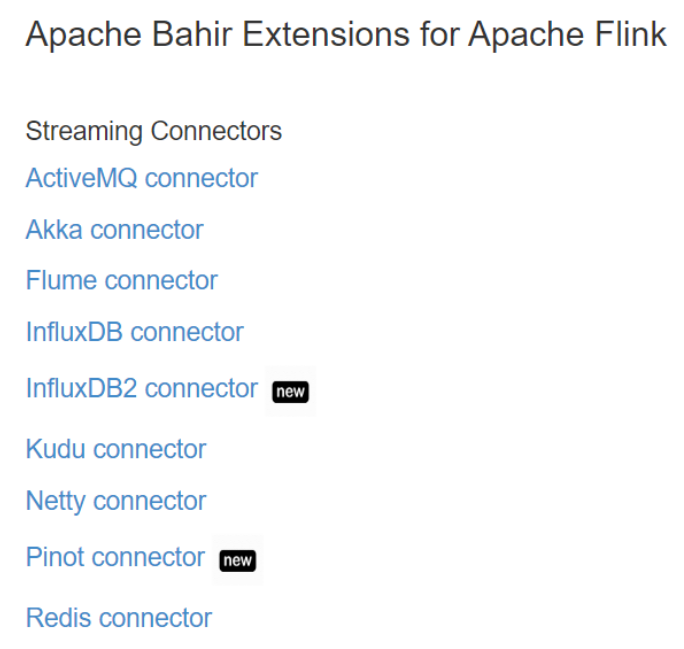 Apache Bahir Extensions for Apache Flink
Streaming Connectors
ActiveMQ connector
Akka connector
Flume connector
InfluxDB connector
InfluxDB2 connector new
Kudu connector
Netty connector
Pinot connector new
Redis connector